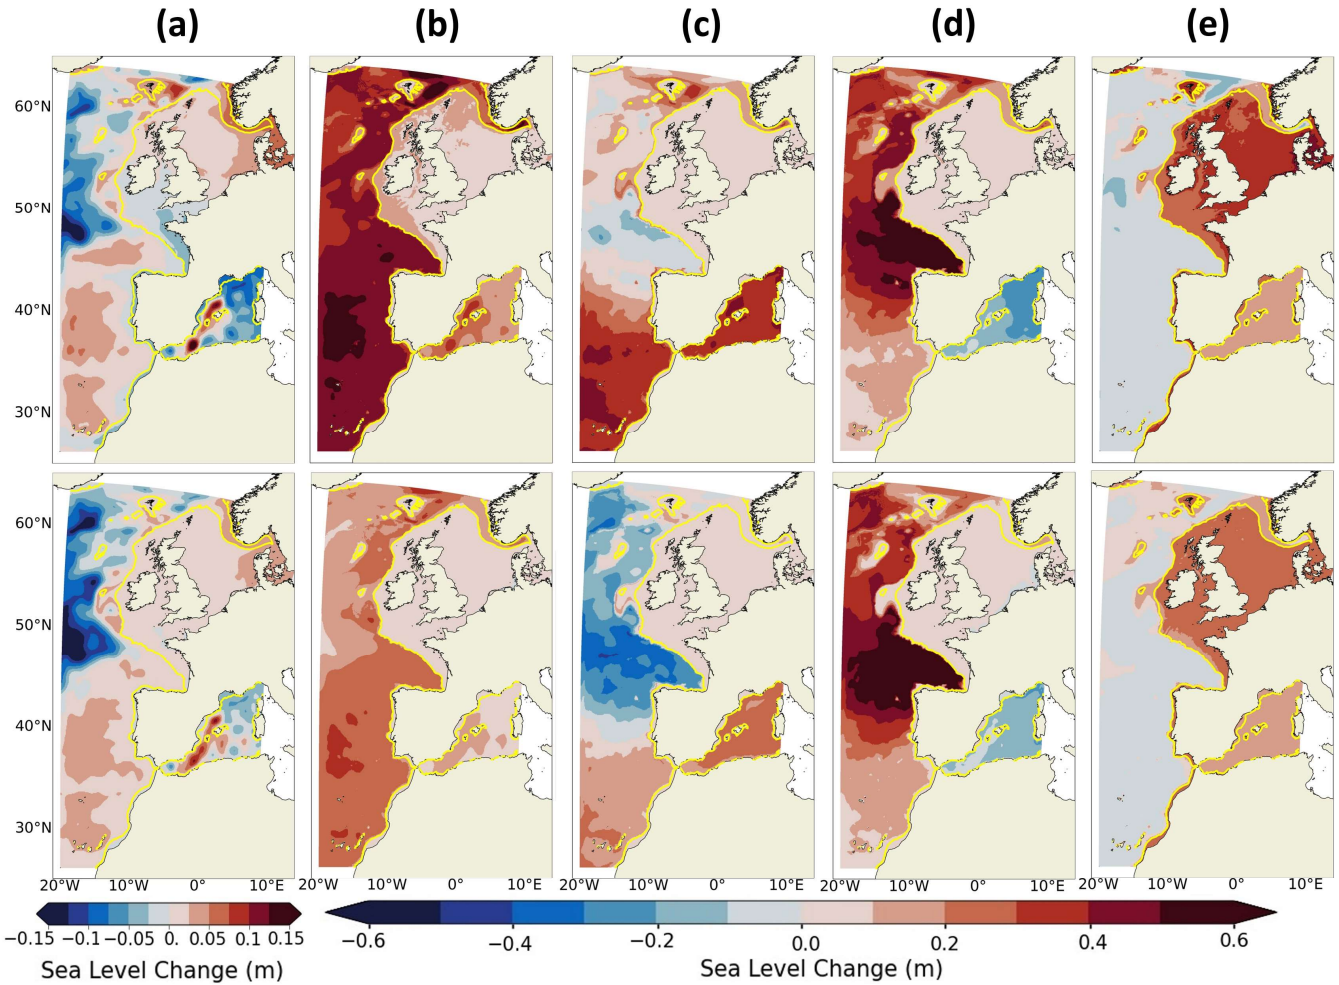 (a) (b) (c) (d) (e)
60°N
50°N
40°N
30°N
60°N
50°N
40°N
30°N
20°W 10°W 0° 10°E 20°W 10°W 0° 10°E 20°W 10°W 0° 10°E 20°W 10°W 0° 10°E 20°W 10°W 0° 10°E
−0.15 −0.1 −0.05 0. 0.05 0.1 0.15
−0.6 −0.4 −0.2 0.0 0.2 0.4 0.6
Sea Level Change (m) Sea Level Change (m)